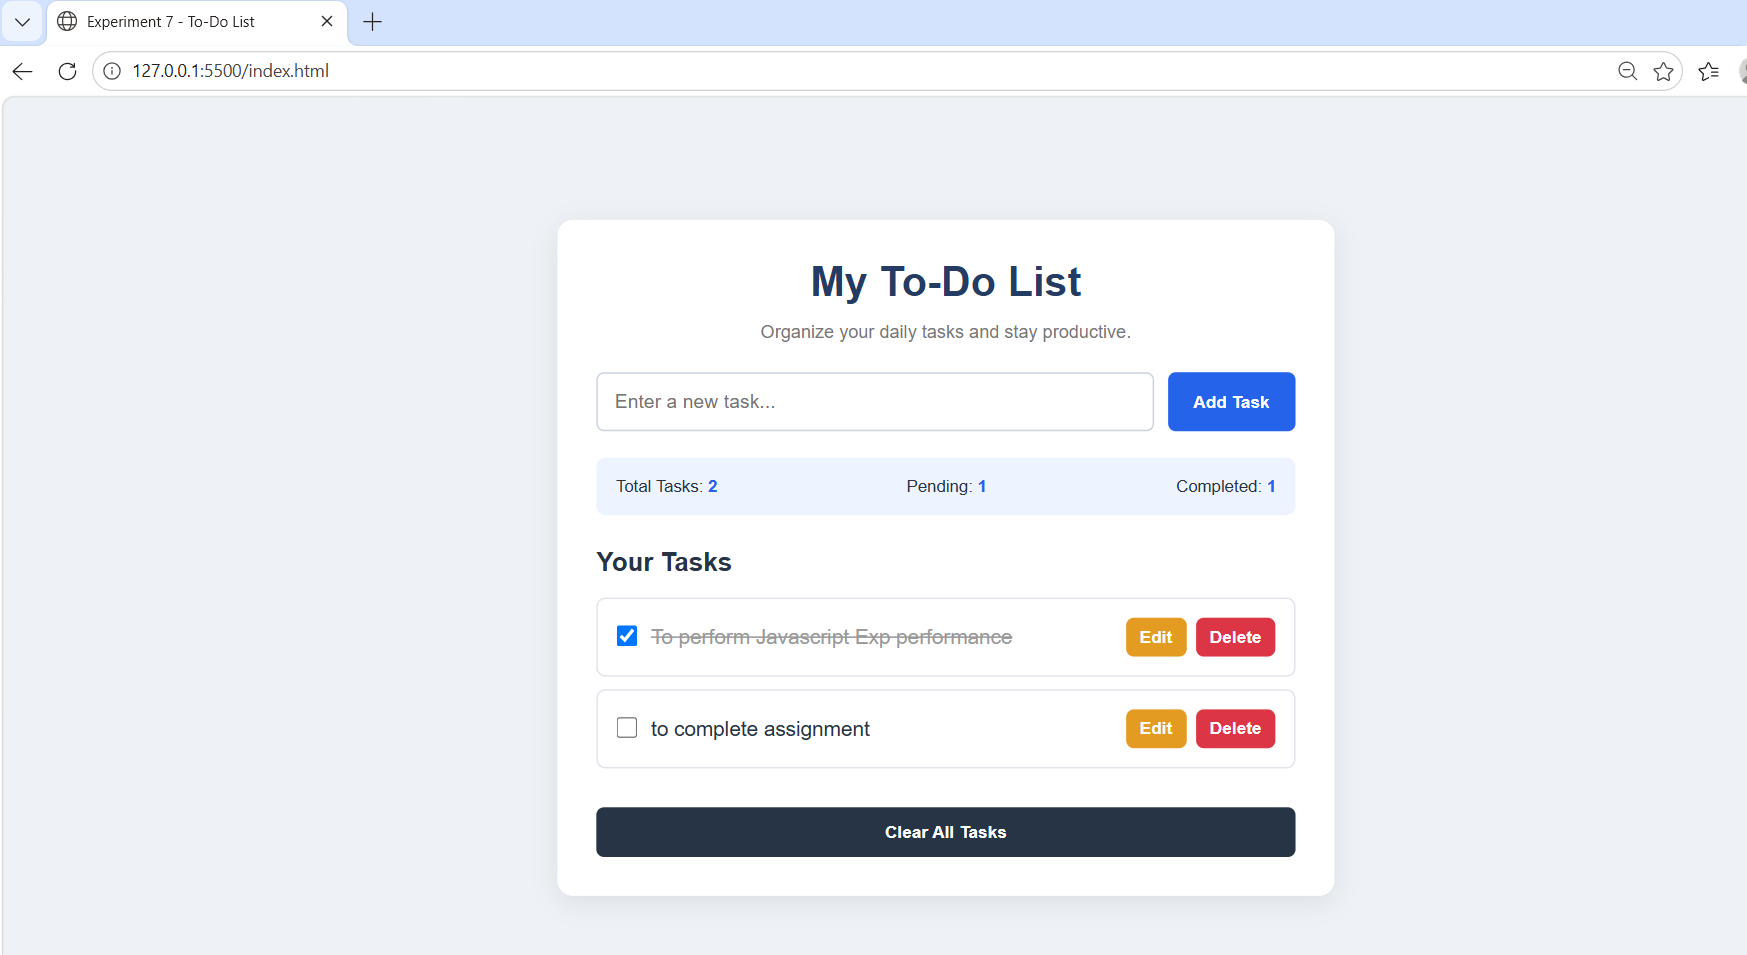 Experiment 7 - To-Do List
127.0.0.1:5500/index.html
My To-Do List
Organize your daily tasks and stay productive.
Enter a new task...
Add Task
Total Tasks: 2
Pending: 1
Completed: 1
Your Tasks
To perform Javascript Exp performance
Edit
Delete
to complete assignment
Edit
Delete
Clear All Tasks